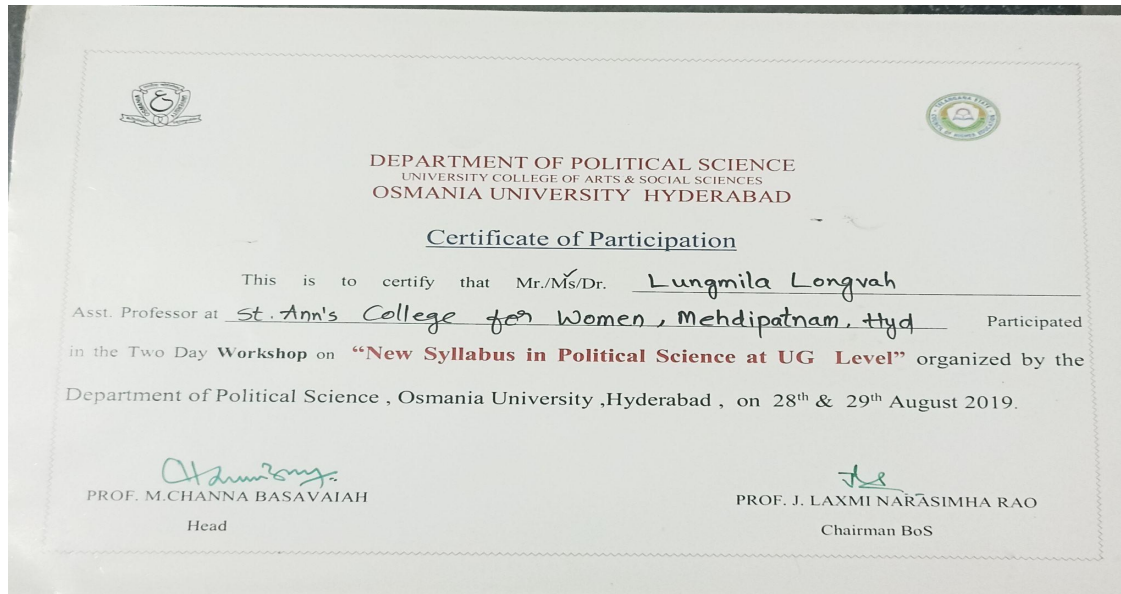 DEPARTMENT OF POLITICAL SCIENCE
UNIVERSITY COLLEGE OF ARTS & SOCIAL SCIENCES
OSMANIA UNIVERSITY HYDERABAD
Certificate of Participation
This is to certify that Mr./Ms/Dr. Lungmila Longvah
Asst. Professor at St. Ann's College for Women, Mehdipatnam, Hyd Participated
in the Two Day Workshop on “New Syllabus in Political Science at UG Level” organized by the
Department of Political Science , Osmania University ,Hyderabad , on 28th & 29th August 2019.
PROF. M.CHANNA BASAVAIAH
Head
PROF. J. LAXMI NARASIMHA RAO
Chairman BoS